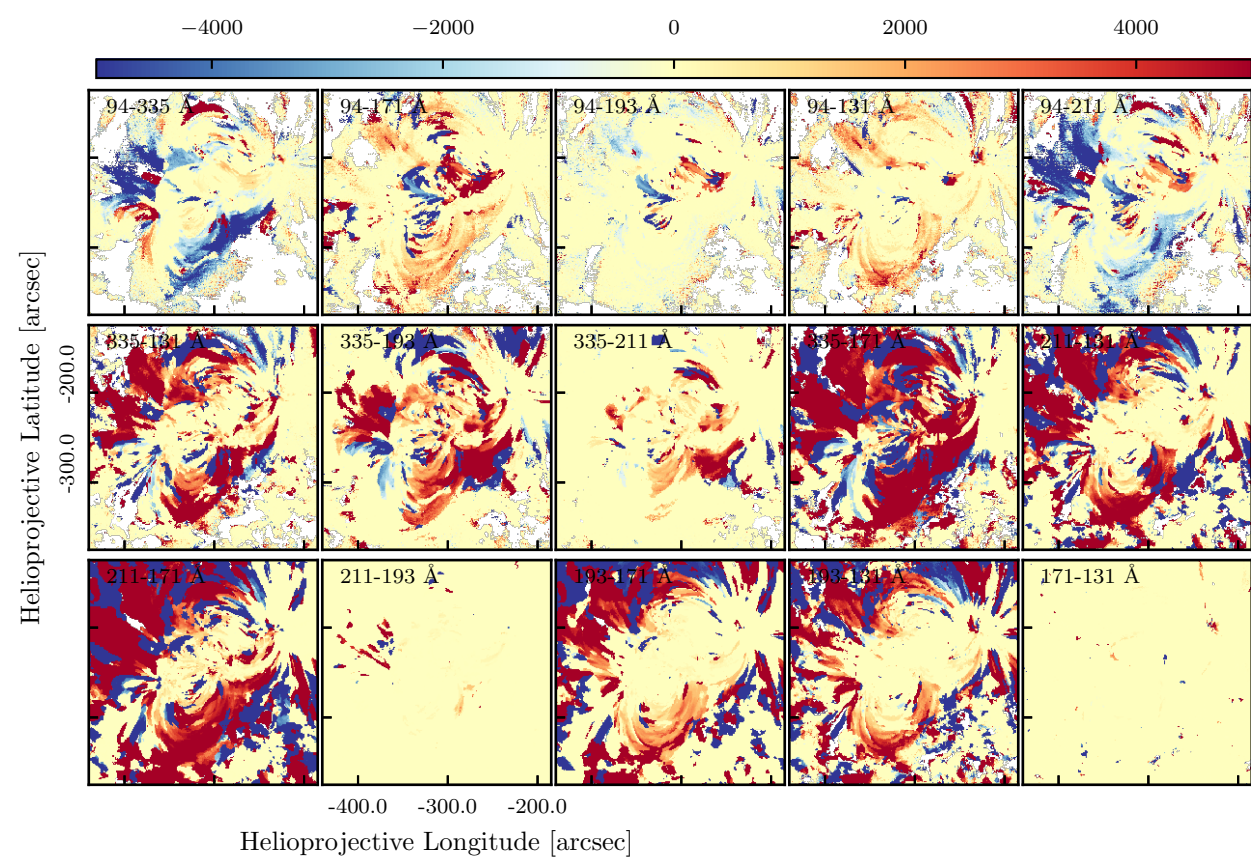 −4000 −2000 0 2000 4000
94-335 Å 94-171 Å 94-193 Å 94-131 Å 94-211 Å
335-131 Å 335-193 Å 335-211 Å 335-171 Å 211-131 Å
211-171 Å 211-193 Å 193-171 Å 193-131 Å 171-131 Å
Helioprojective Latitude [arcsec]
-200.0
-300.0
-400.0 -300.0 -200.0
Helioprojective Longitude [arcsec]